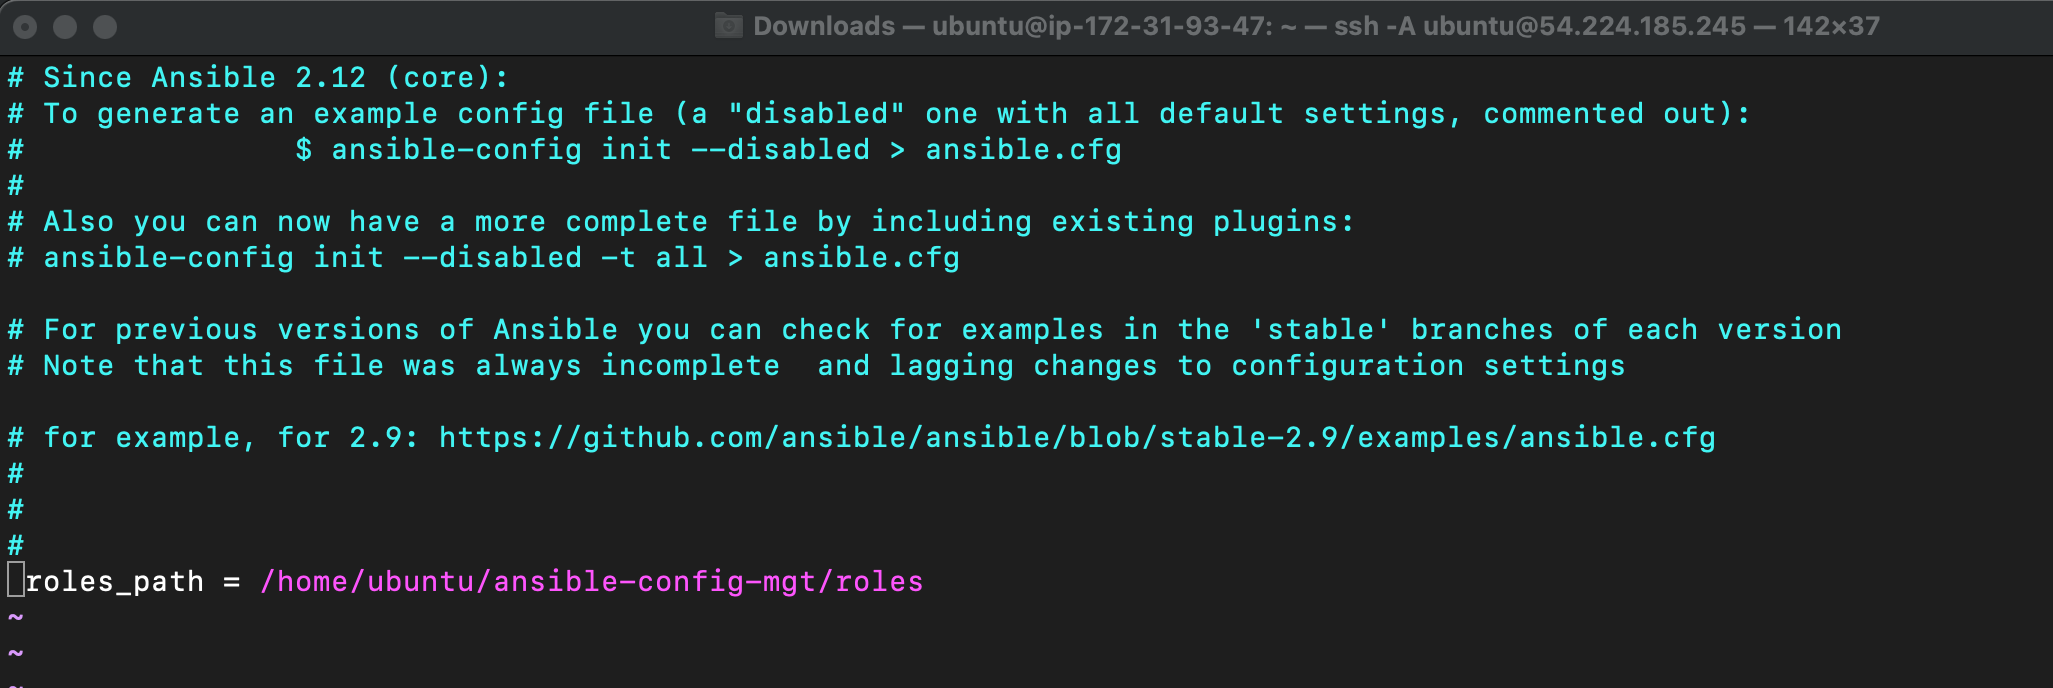 Downloads — ubuntu@ip-172-31-93-47: ~ — ssh -A ubuntu@54.224.185.245 — 142×37
# Since Ansible 2.12 (core):
# To generate an example config file (a "disabled" one with all default settings, commented out):
#               $ ansible-config init --disabled > ansible.cfg
#
# Also you can now have a more complete file by including existing plugins:
# ansible-config init --disabled -t all > ansible.cfg

# For previous versions of Ansible you can check for examples in the 'stable' branches of each version
# Note that this file was always incomplete  and lagging changes to configuration settings

# for example, for 2.9: https://github.com/ansible/ansible/blob/stable-2.9/examples/ansible.cfg
#
#
#
roles_path = /home/ubuntu/ansible-config-mgt/roles
~
~
~